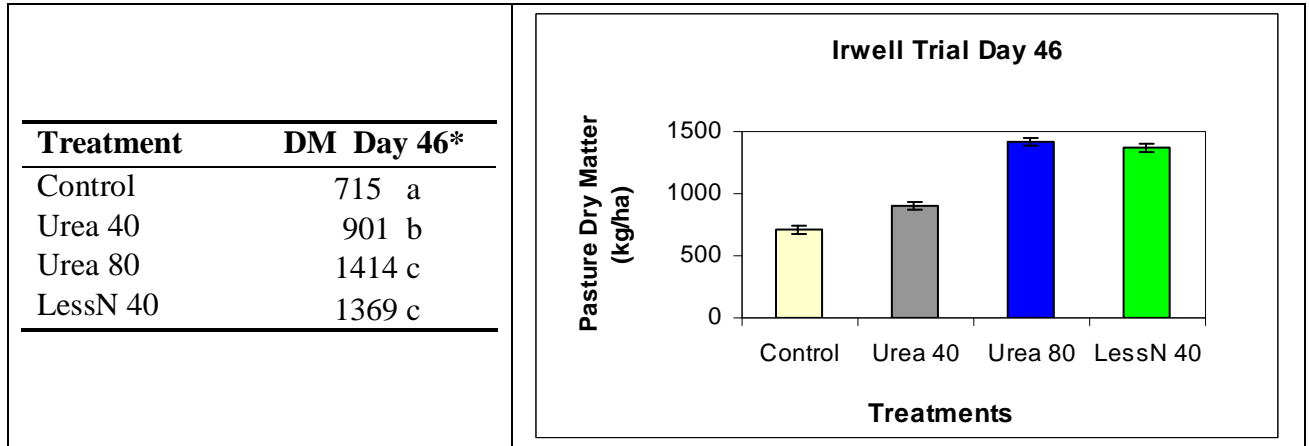 Treatment DM Day 46*
Control 715 a
Urea 40 901 b
Urea 80 1414 c
LessN 40 1369 c
Irwell Trial Day 46
Pasture Dry Matter
(kg/ha)
1500
1000
500
0
Control Urea 40 Urea 80 LessN 40
Treatments